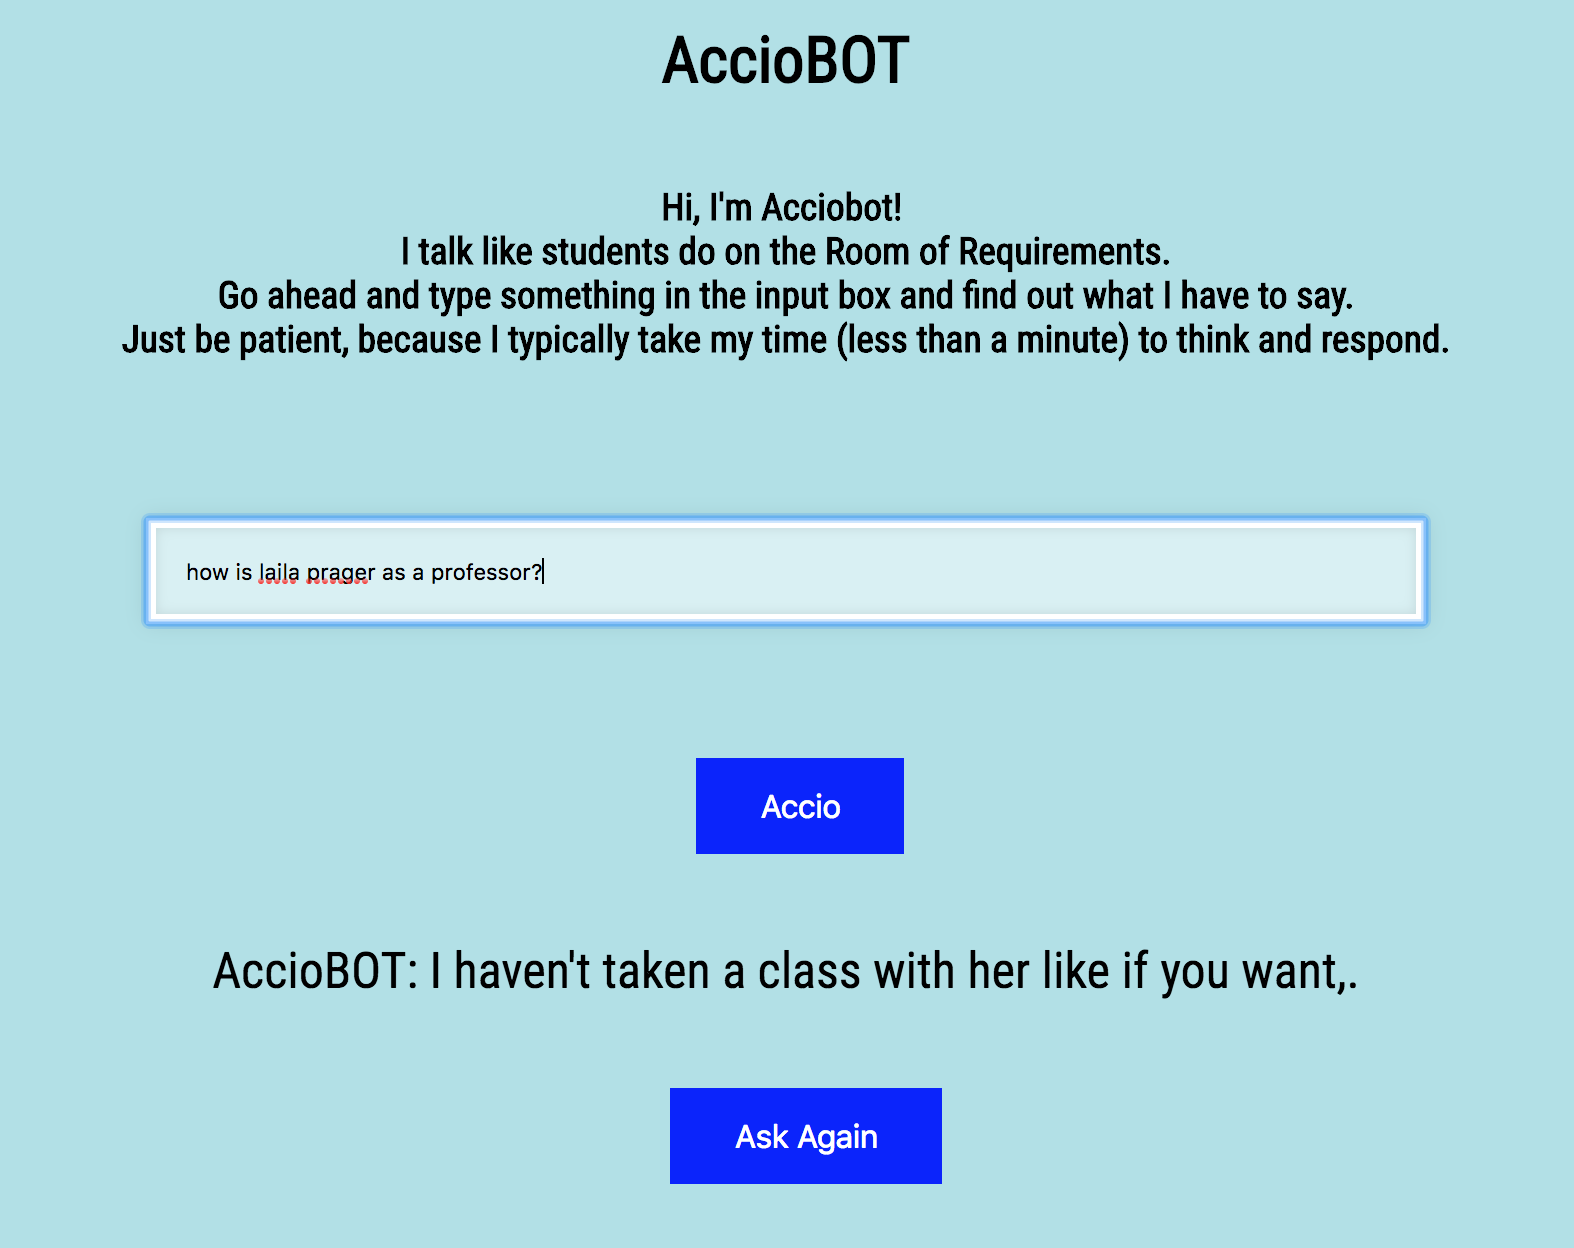 AccioBOT
Hi, I'm Acciobot!
I talk like students do on the Room of Requirements.
Go ahead and type something in the input box and find out what I have to say.
Just be patient, because I typically take my time (less than a minute) to think and respond.
how is laila prager as a professor?
Accio
AccioBOT: I haven't taken a class with her like if you want,.
Ask Again